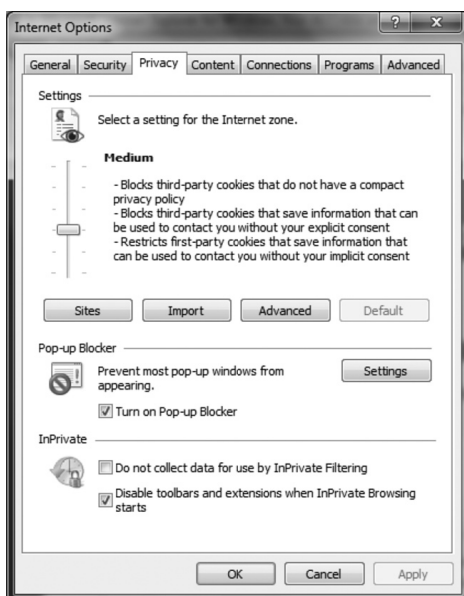 Internet Options
? X
General Security Privacy Content Connections Programs Advanced
Settings
Select a setting for the Internet zone.
Medium
- Blocks third-party cookies that do not have a compact
privacy policy
- Blocks third-party cookies that save information that can
be used to contact you without your explicit consent
- Restricts first-party cookies that save information that
can be used to contact you without your implicit consent
Sites Import Advanced Default
Pop-up Blocker
Prevent most pop-up windows from
appearing.
Settings
Turn on Pop-up Blocker
InPrivate
Do not collect data for use by InPrivate Filtering
Disable toolbars and extensions when InPrivate Browsing
starts
OK Cancel Apply